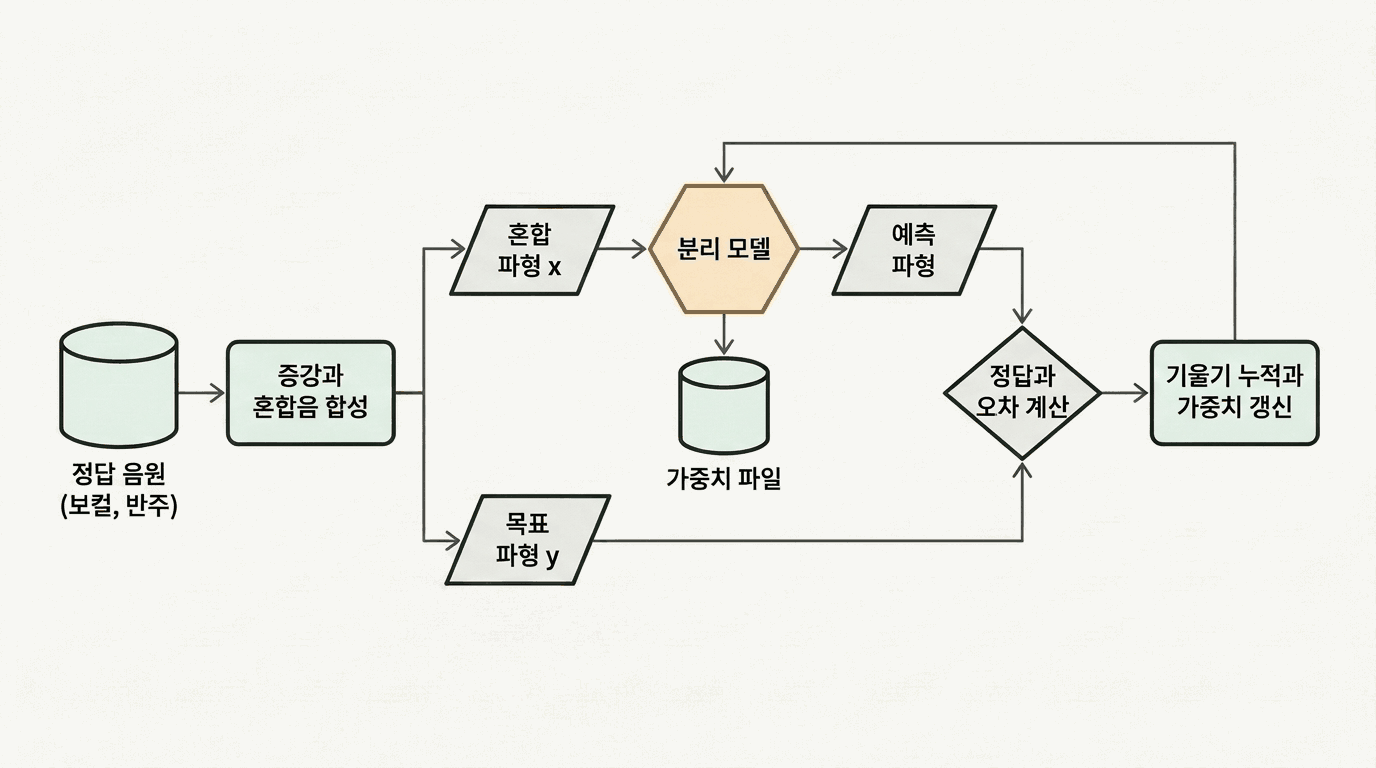 정답 음원
(보컬, 반주)
증강과
혼합음 합성
혼합
파형 x
목표
파형 y
분리 모델
가중치 파일
예측
파형
정답과
오차 계산
기울기 누적과
가중치 갱신